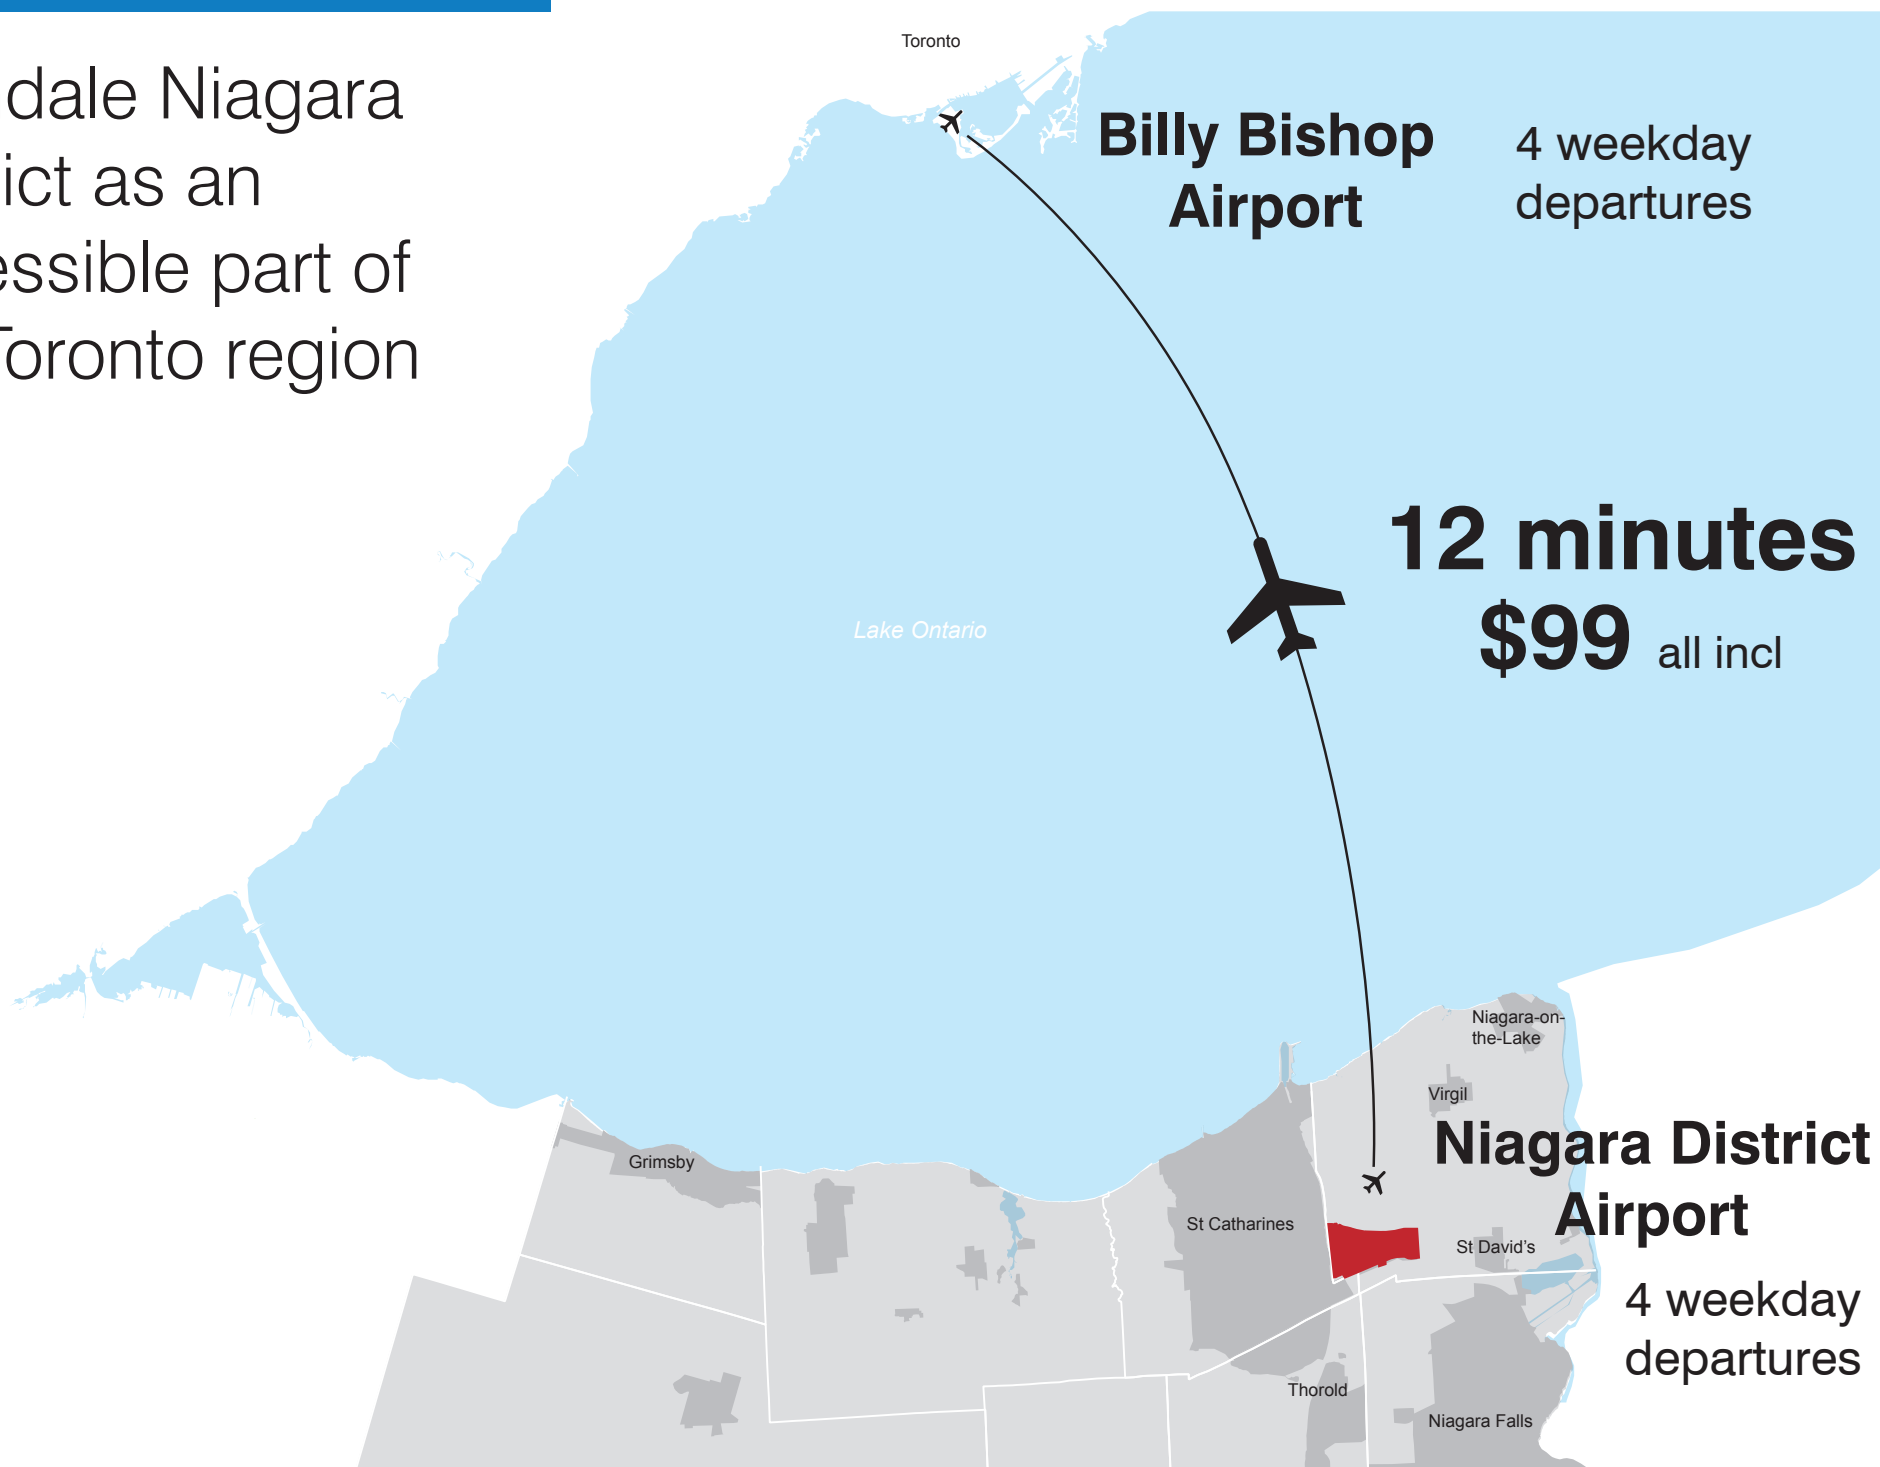 Toronto
dale Niagara
ict as an
essible part of
Toronto region
Billy Bishop
Airport
4 weekday
departures
12 minutes
$99 all incl
Lake Ontario
Niagara-on-
the-Lake
Virgil
Niagara District
Airport
Grimsby
St Catharines
St David's
4 weekday
departures
Thorold
Niagara Falls